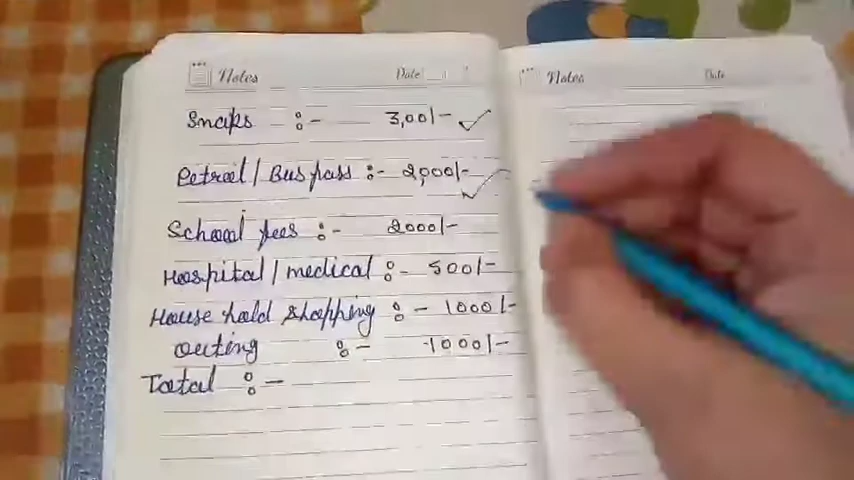 Notes Date
Notes Date
Snaks :- 3,00/-
Petrol / Bus pass :- 2,000/-
School fees :- 2000/-
Hospital / medical :- 500/-
House hold shopping :- 1000/-
outing :- 1000/-
Total :-